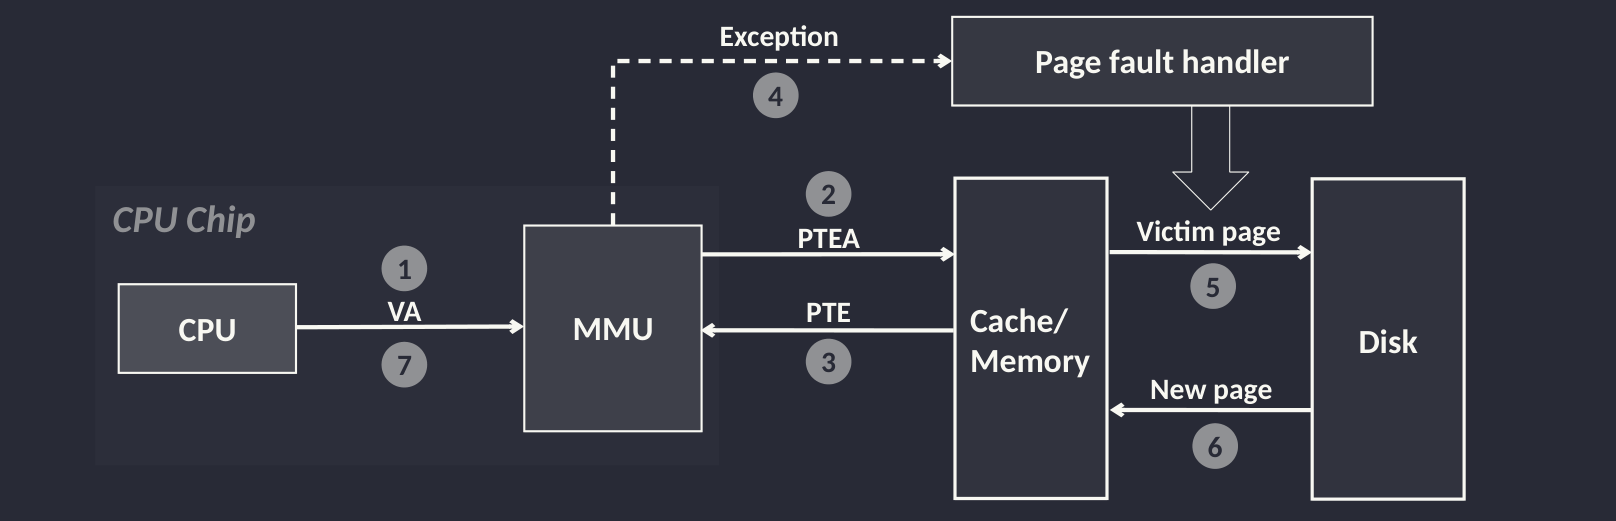 Exception
Page fault handler
4
2
CPU Chip
PTEA
Victim page
1
5
VA
PTE
CPU
MMU
Cache/
Memory
Disk
7
3
New page
6